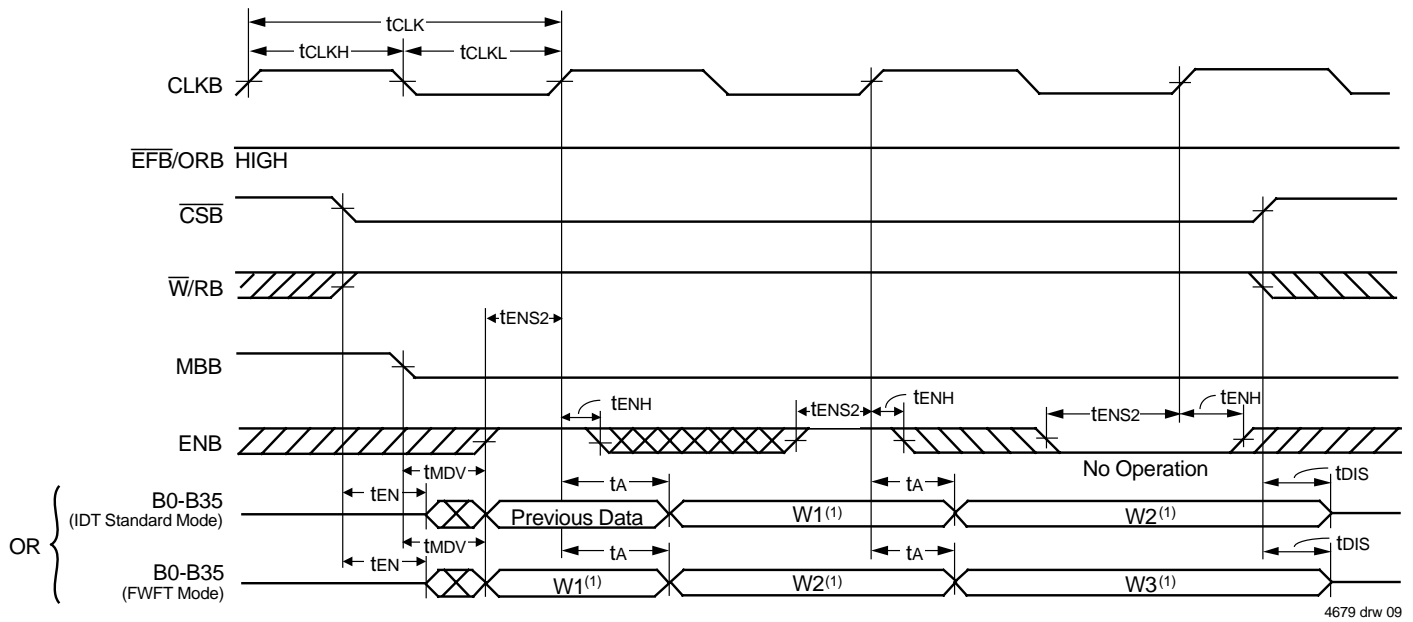 tCLK
tCLKH tCLKL
CLKB
EFB/ORB HIGH
CSB
W/RB
tENS2
MBB
tENH tENS2 tENH tENS2 tENH
ENB
No Operation
tMDV
tEN tA tA tDIS
B0-B35
(IDT Standard Mode)
Previous Data W1(1) W2(1)
OR
tMDV
tEN tA tA tDIS
B0-B35
(FWFT Mode)
W1(1) W2(1) W3(1)
4679 drw 09